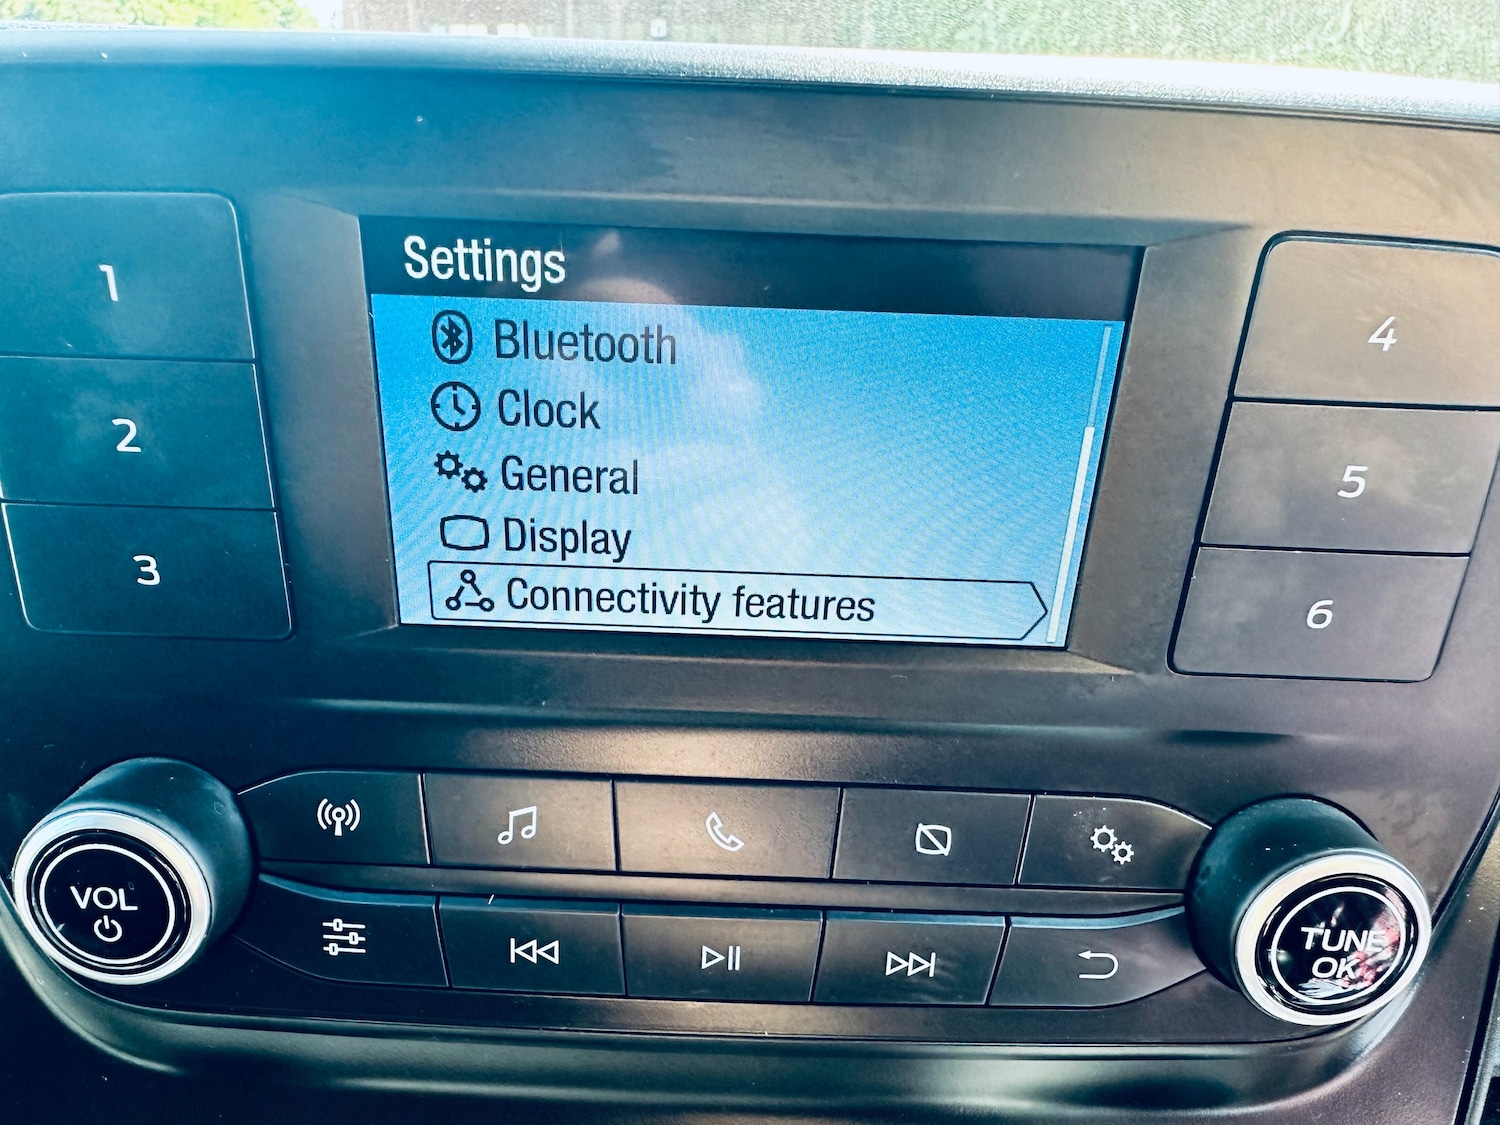 Settings
Bluetooth
Clock
General
Display
Connectivity features
1
2
3
4
5
6
VOL
TUNE
OK